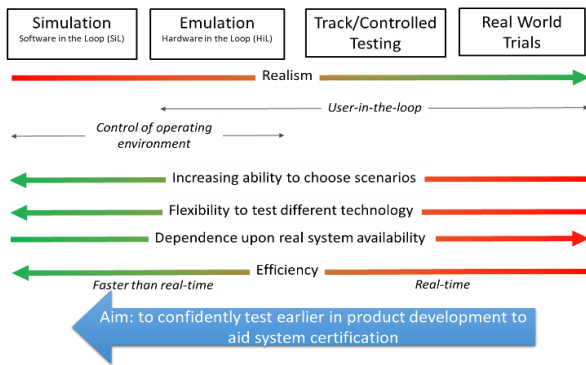 Simulation
Software in the Loop (SiL)
Emulation
Hardware in the Loop (HiL)
Track/Controlled
Testing
Real World
Trials
Realism
User-in-the-loop
Control of operating
environment
Increasing ability to choose scenarios
Flexibility to test different technology
Dependence upon real system availability
Efficiency
Faster than real-time
Real-time
Aim: to confidently test earlier in product development to
aid system certification